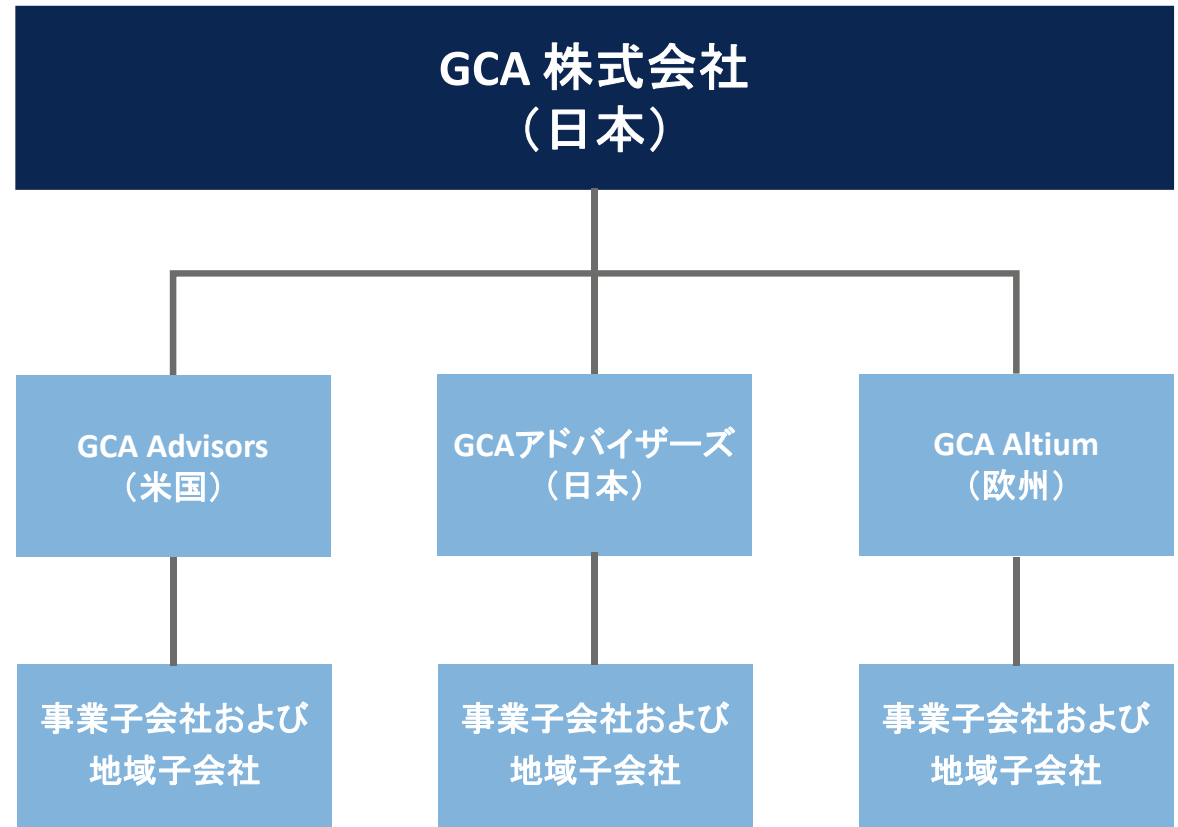 GCA 株式会社
（日本）
GCA Advisors
（米国）
GCAアドバイザーズ
（日本）
GCA Altium
（欧州）
事業子会社および
地域子会社
事業子会社および
地域子会社
事業子会社および
地域子会社